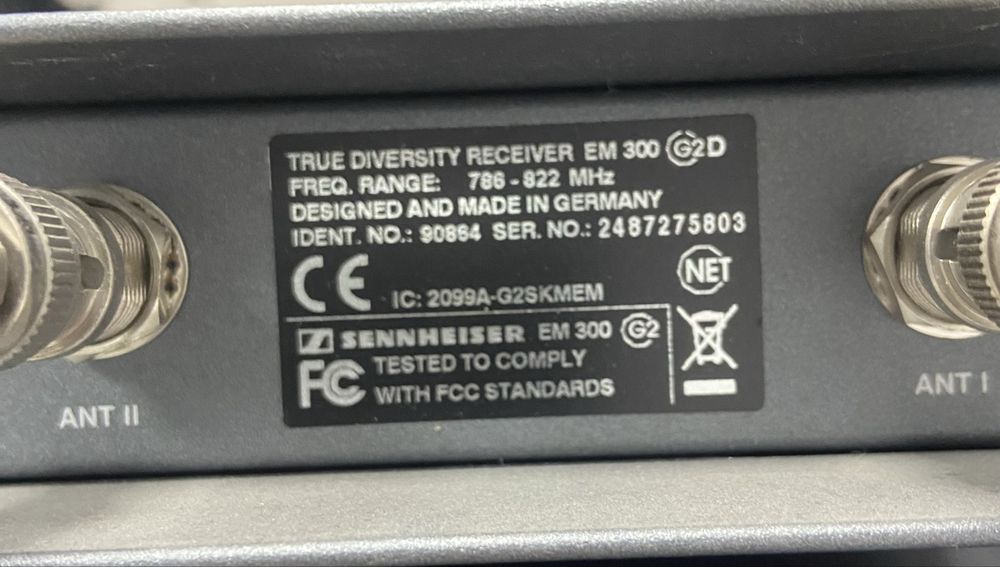 TRUE DIVERSITY RECEIVER EM 300 G2 D
FREQ. RANGE: 786 - 822 MHz
DESIGNED AND MADE IN GERMANY
IDENT. NO.: 90864 SER. NO.: 2487275803
CE IC: 2099A-G2SKMEM
NET
SENNHEISER EM 300 G2
FC TESTED TO COMPLY
WITH FCC STANDARDS
ANT II
ANT I